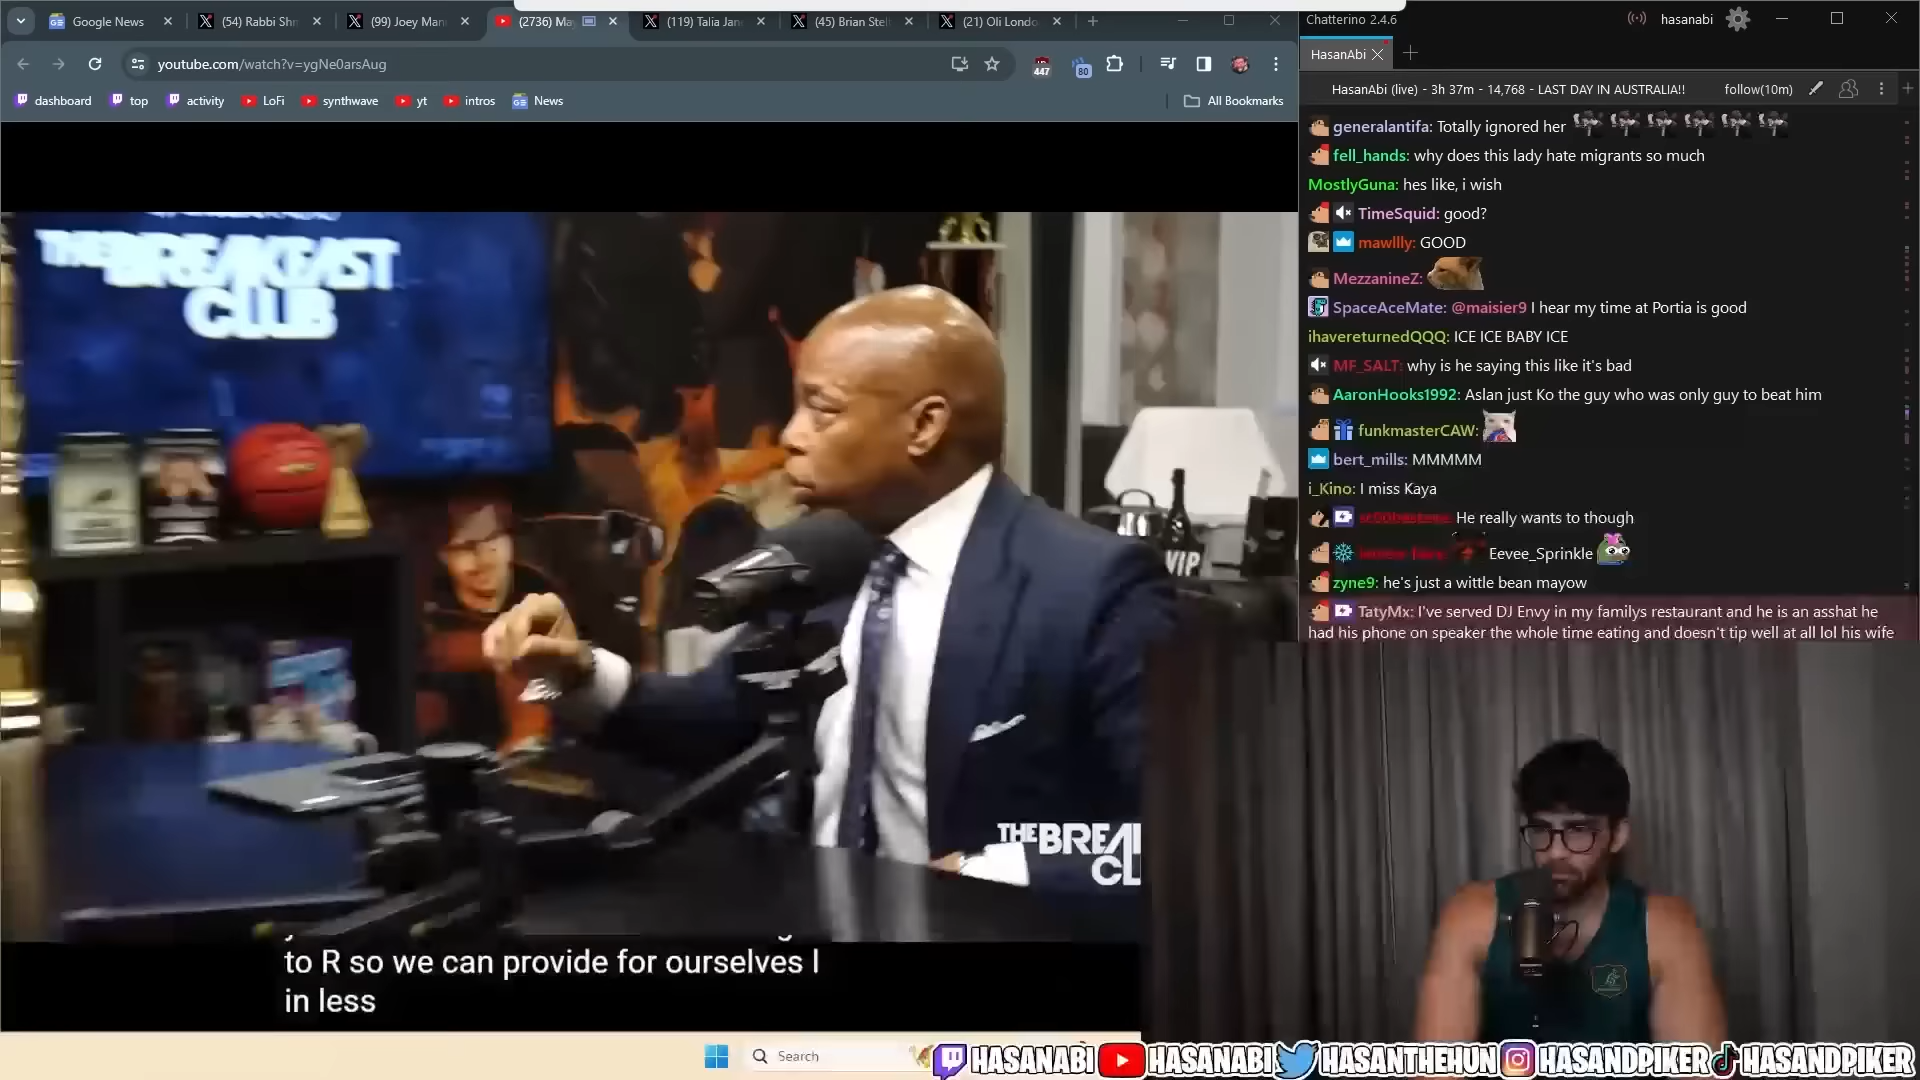 Google News
(54) Rabbi Shm
(99) Joey Man
(2736) Ma
(119) Talia Jan
(45) Brian Stel
(21) Oli Londo
youtube.com/watch?v=ygNe0arsAug
447
80
dashboard
top
activity
LoFi
synthwave
yt
intros
News
All Bookmarks
THE BREAKFAST
CLUB
VIP
THE BREA
CL
to R so we can provide for ourselves I
in less
Search
Chatterino 2.4.6
hasanabi
HasanAbi
HasanAbi (live) - 3h 37m - 14,768 - LAST DAY IN AUSTRALIA!!
follow(10m)
generalantifa: Totally ignored her
fell_hands: why does this lady hate migrants so much
MostlyGuna: hes like, i wish
TimeSquid: good?
mawllly: GOOD
MezzanineZ:
SpaceAceMate: @maisier9 I hear my time at Portia is good
ihavereturnedQQQ: ICE ICE BABY ICE
MF_SALT: why is he saying this like it's bad
AaronHooks1992: Aslan just Ko the guy who was only guy to beat him
funkmasterCAW:
bert_mills: MMMMM
i_Kino: I miss Kaya
He really wants to though
Eevee_Sprinkle
zyne9: he's just a wittle bean mayow
TatyMx: I've served DJ Envy in my familys restaurant and he is an asshat he
had his phone on speaker the whole time eating and doesn't tip well at all lol his wife
HASANABI
HASANABI
HASANTHEHUN
HASANDPIKER
HASANDPIKER